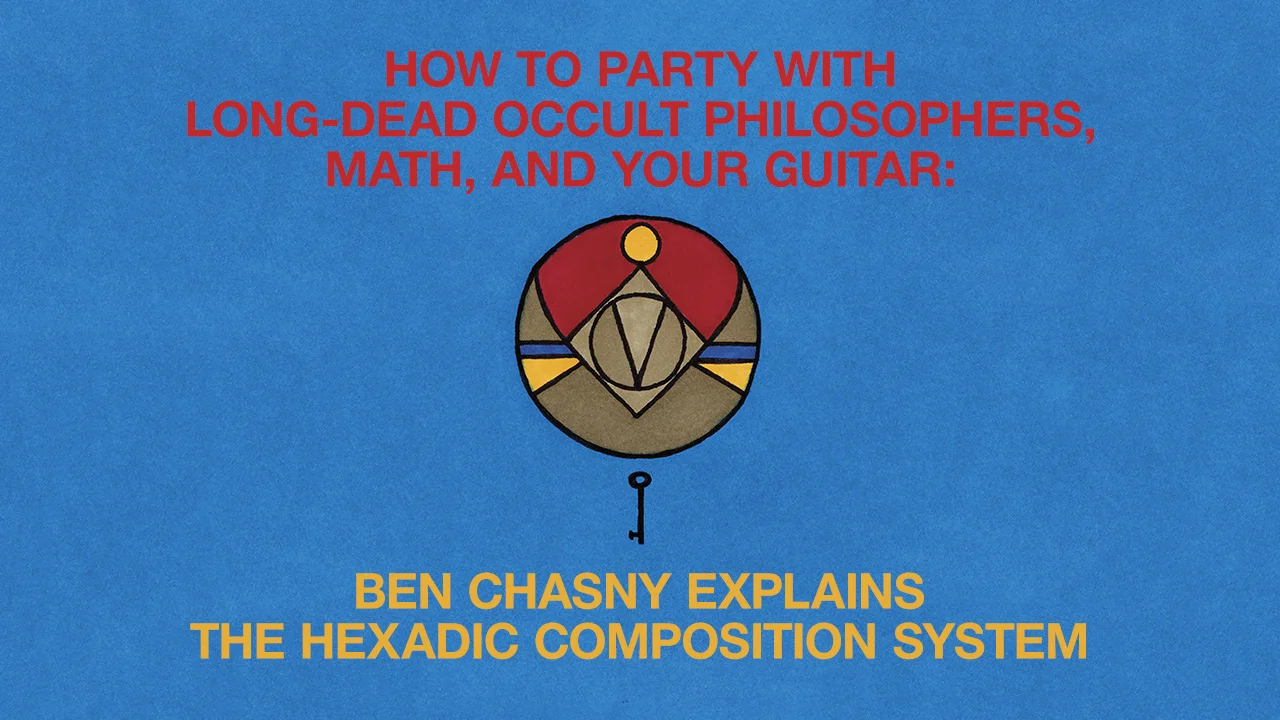 HOW TO PARTY WITH
LONG-DEAD OCCULT PHILOSOPHERS,
MATH, AND YOUR GUITAR:
BEN CHASNY EXPLAINS
THE HEXADIC COMPOSITION SYSTEM